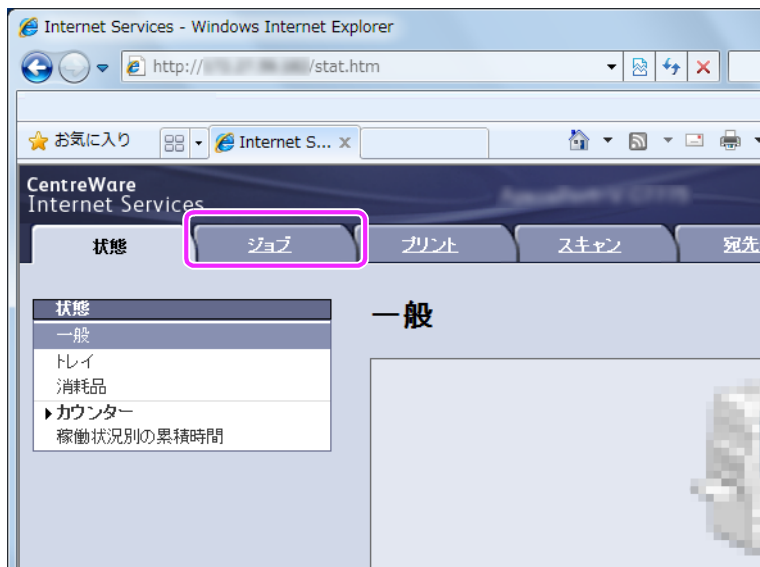 Internet Services - Windows Internet Explorer
http:// /stat.htm
お気に入り
Internet S...
CentreWare
Internet Services
状態
ジョブ
プリント
スキャン
宛先
状態
一般
トレイ
消耗品
カウンター
稼働状況別の累積時間
一般